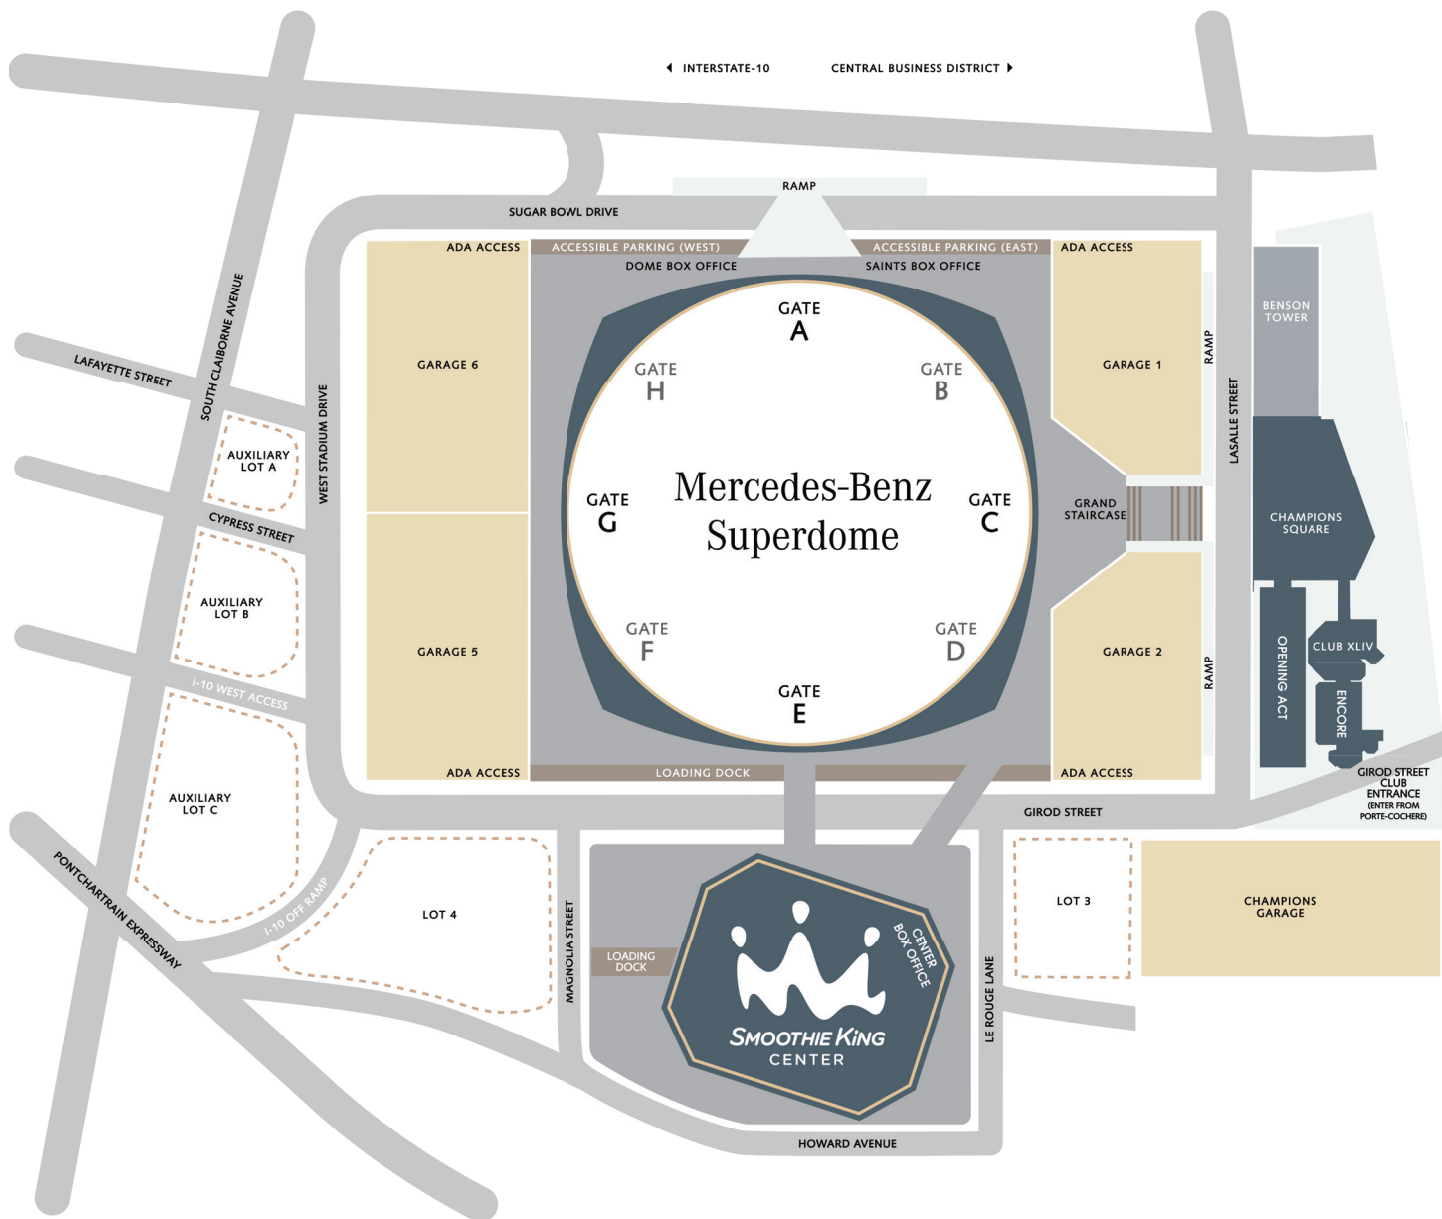 INTERSTATE-10
CENTRAL BUSINESS DISTRICT
RAMP
SUGAR BOWL DRIVE
ADA ACCESS
ACCESSIBLE PARKING (WEST)
ACCESSIBLE PARKING (EAST)
ADA ACCESS
DOME BOX OFFICE
SAINTS BOX OFFICE
SOUTH CLAIBORNE AVENUE
LAFAYETTE STREET
WEST STADIUM DRIVE
GARAGE 6
GATE
A
GATE
H
GATE
B
GARAGE 1
RAMP
LASALLE STREET
BENSON
TOWER
AUXILIARY
LOT A
CYPRESS STREET
GATE
G
Mercedes-Benz
Superdome
GATE
C
GRAND
STAIRCASE
CHAMPIONS
SQUARE
AUXILIARY
LOT B
GARAGE 5
GATE
F
GATE
D
GARAGE 2
RAMP
OPENING ACT
CLUB XLIV
ENCORE
I-10 WEST ACCESS
GATE
E
ADA ACCESS
LOADING DOCK
ADA ACCESS
GIROD STREET
CLUB
ENTRANCE
(ENTER FROM
PORTE-COCHERE)
AUXILIARY
LOT C
GIROD STREET
PONTCHARTRAIN EXPRESSWAY
I-10 OFF RAMP
LOT 4
MAGNOLIA STREET
LOADING
DOCK
CENTER
BOX OFFICE
SMOOTHIE KING
CENTER
LE ROUGE LANE
LOT 3
CHAMPIONS
GARAGE
HOWARD AVENUE